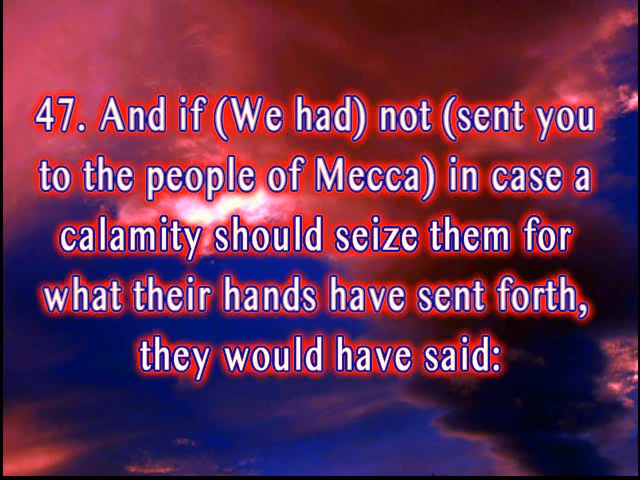 47. And if (We had) not (sent you
to the people of Mecca) in case a
calamity should seize them for
what their hands have sent forth,
they would have said: